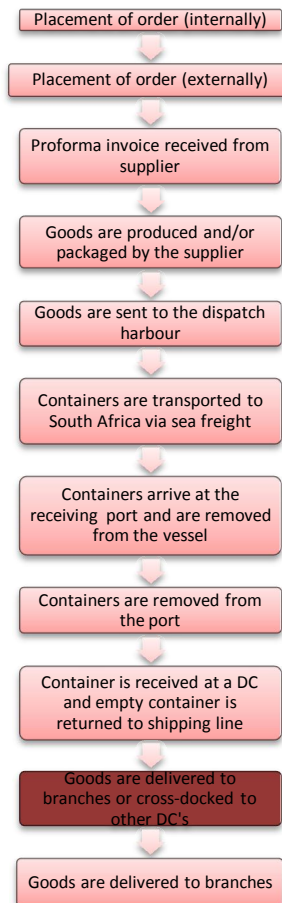 Placement of order (internally)
Placement of order (externally)
Proforma invoice received from
supplier
Goods are produced and/or
packaged by the supplier
Goods are sent to the dispatch
harbour
Containers are transported to
South Africa via sea freight
Containers arrive at the
receiving port and are removed
from the vessel
Containers are removed from
the port
Container is received at a DC
and empty container is
returned to shipping line
Goods are delivered to
branches or cross-docked to
other DC's
Goods are delivered to branches